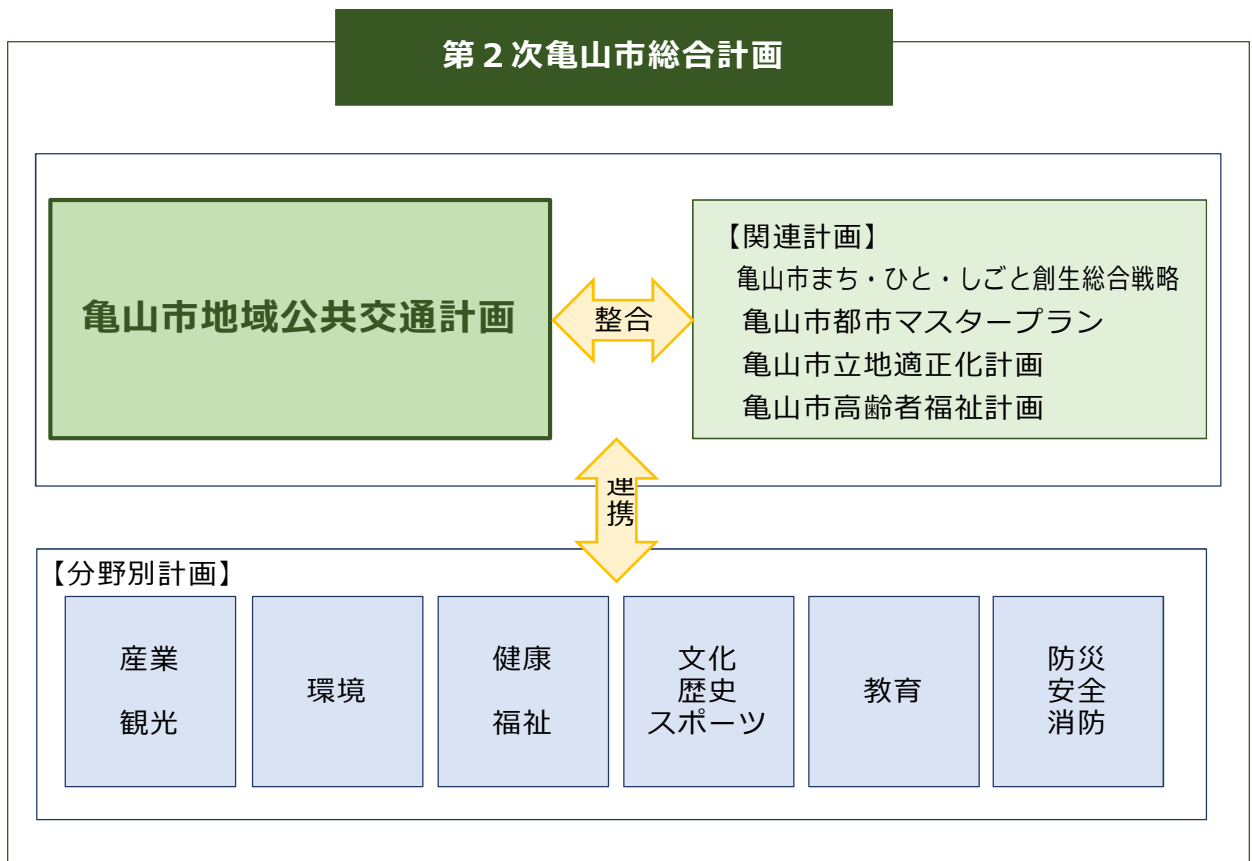 第２次亀山市総合計画
亀山市地域公共交通計画
整合
【関連計画】
亀山市まち・ひと・しごと創生総合戦略
亀山市都市マスタープラン
亀山市立地適正化計画
亀山市高齢者福祉計画
連
携
【分野別計画】
産業
観光
環境
健康
福祉
文化
歴史
スポーツ
教育
防災
安全
消防